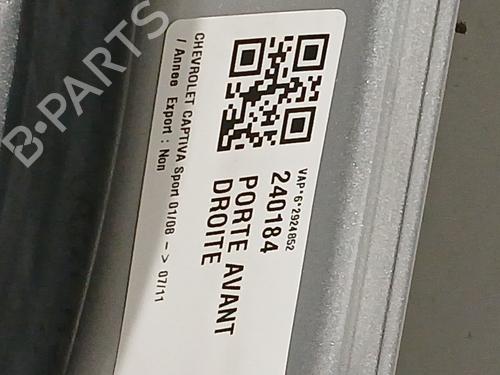 VAP*6*2924852
240184
PORTE AVANT
DROITE
CHEVROLET CAPTIVA Sport 01/08 -> 07/11
/ Annee Export : Non
B-PARTS